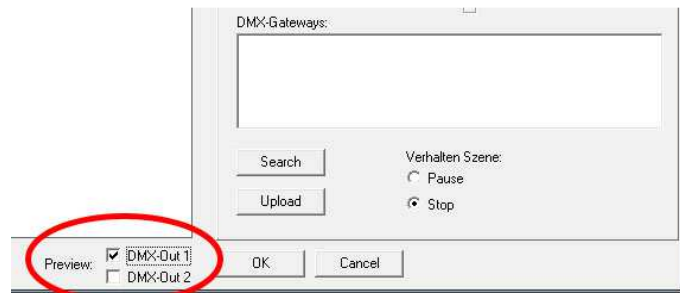 DMX-Gateways:
Search
Verhalten Szene:
Pause
Upload
Stop
Preview:
DMX-Out 1
DMX-Out 2
OK
Cancel